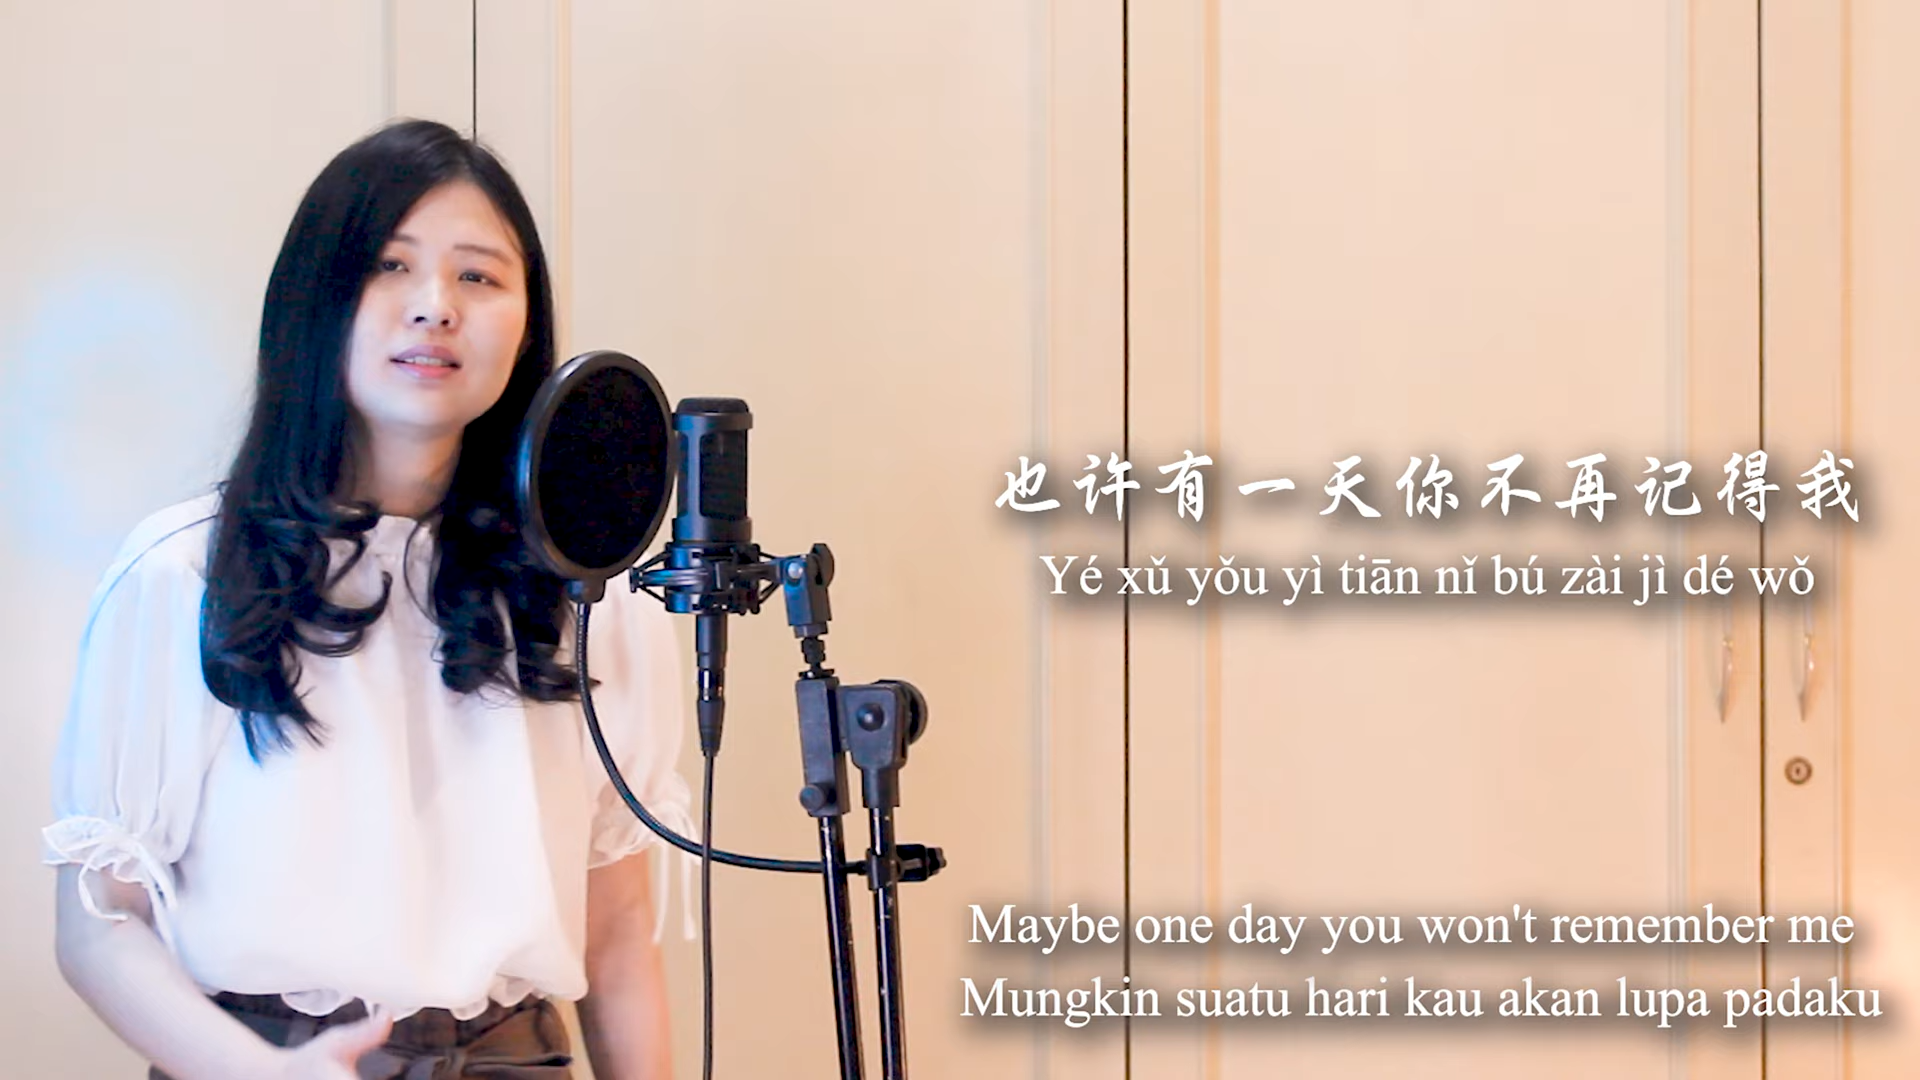 也许有一天你不再记得我
Yé xǔ yǒu yì tiān nǐ bú zài jì dé wǒ
Maybe one day you won't remember me
Mungkin suatu hari kau akan lupa padaku